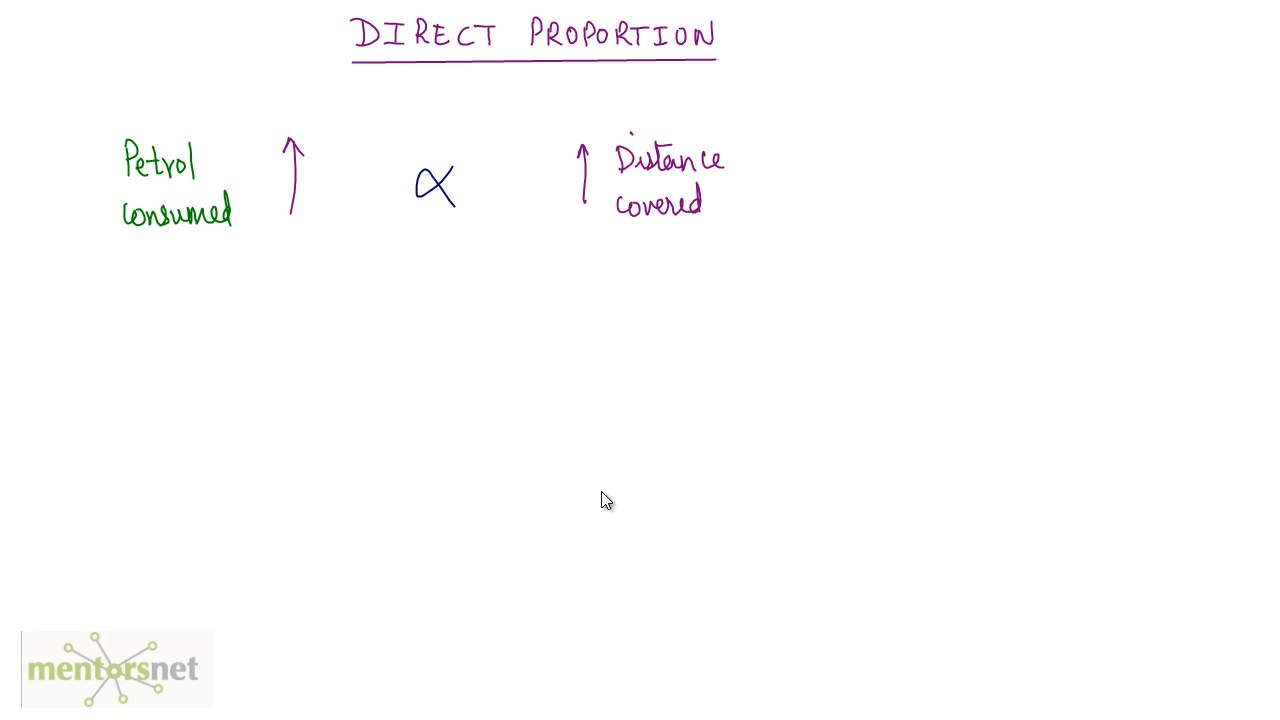 DIRECT PROPORTION
Petrol consumed ↑ ∝ ↑ Distance covered
mentorsnet